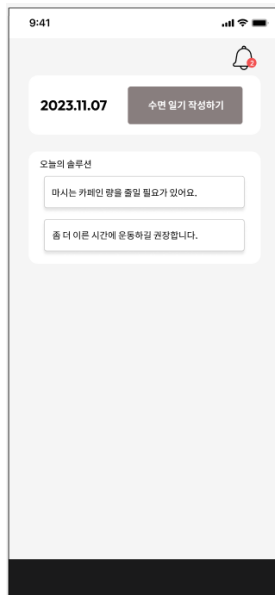 9:41
2
2023.11.07
수면 일기 작성하기
오늘의 솔루션
마시는 카페인 량을 줄일 필요가 있어요.
좀 더 이른 시간에 운동하길 권장합니다.